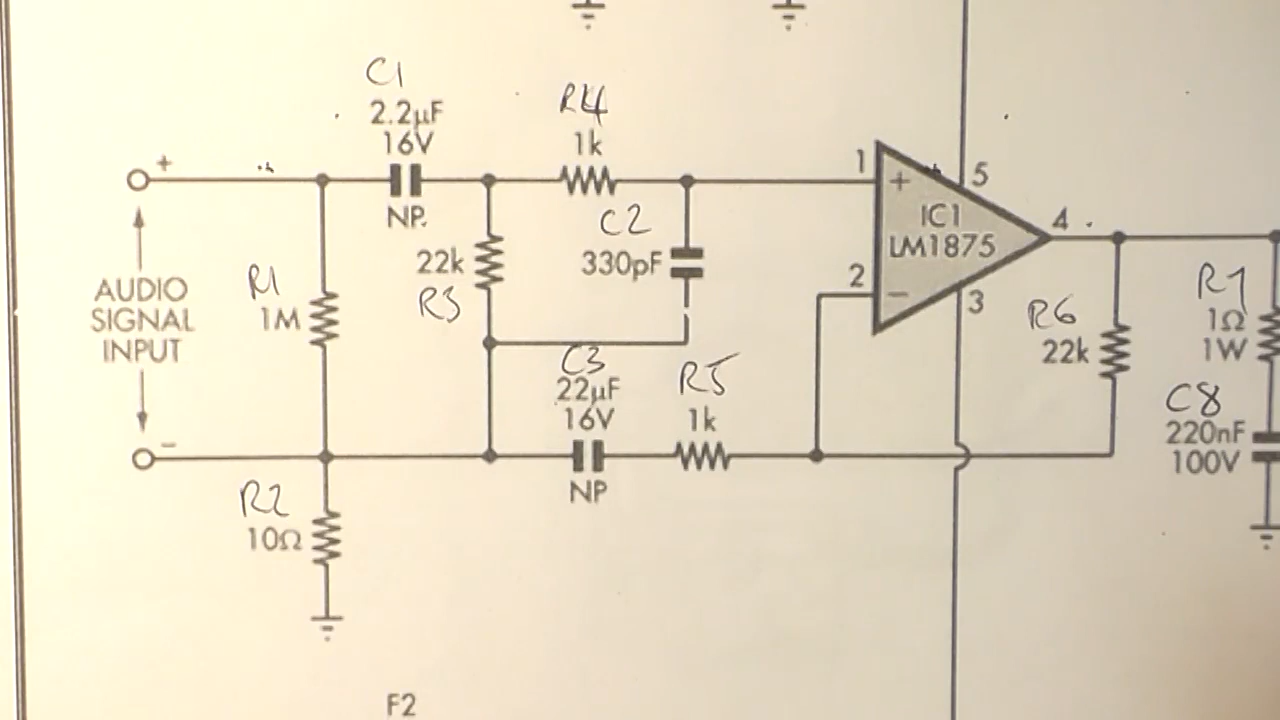 C1
2.2µF
16V
NP.
R4
1k
+
AUDIO
SIGNAL
INPUT
−
R1
1M
22k
R3
C2
330pF
C3
22µF
16V
NP
R5
1k
R2
10Ω
1
2
+
−
IC1
LM1875
5
4
3
R6
22k
R7
1Ω
1W
C8
220nF
100V
F2